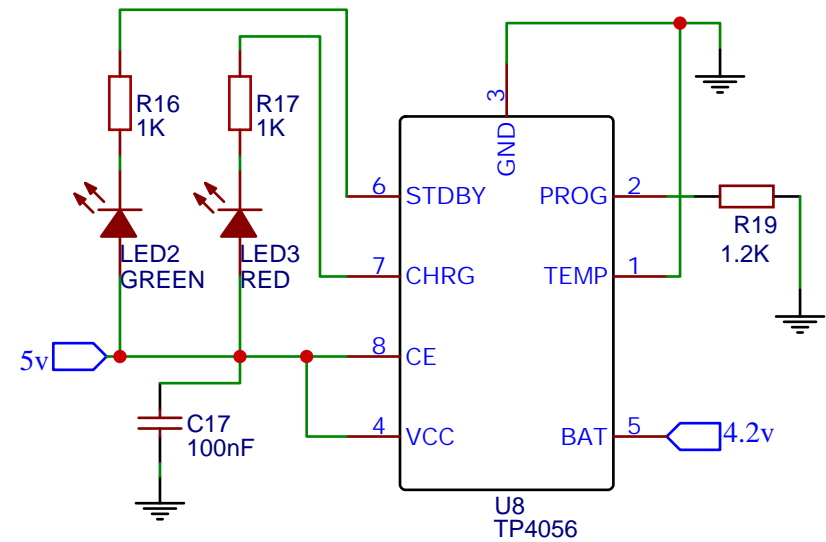 R16
1K
R17
1K
3
GND
6
STDBY
PROG
2
R19
1.2K
LED2
GREEN
LED3
RED
7
CHRG
TEMP
1
5v
8
CE
C17
100nF
4
VCC
BAT
5
4.2v
U8
TP4056